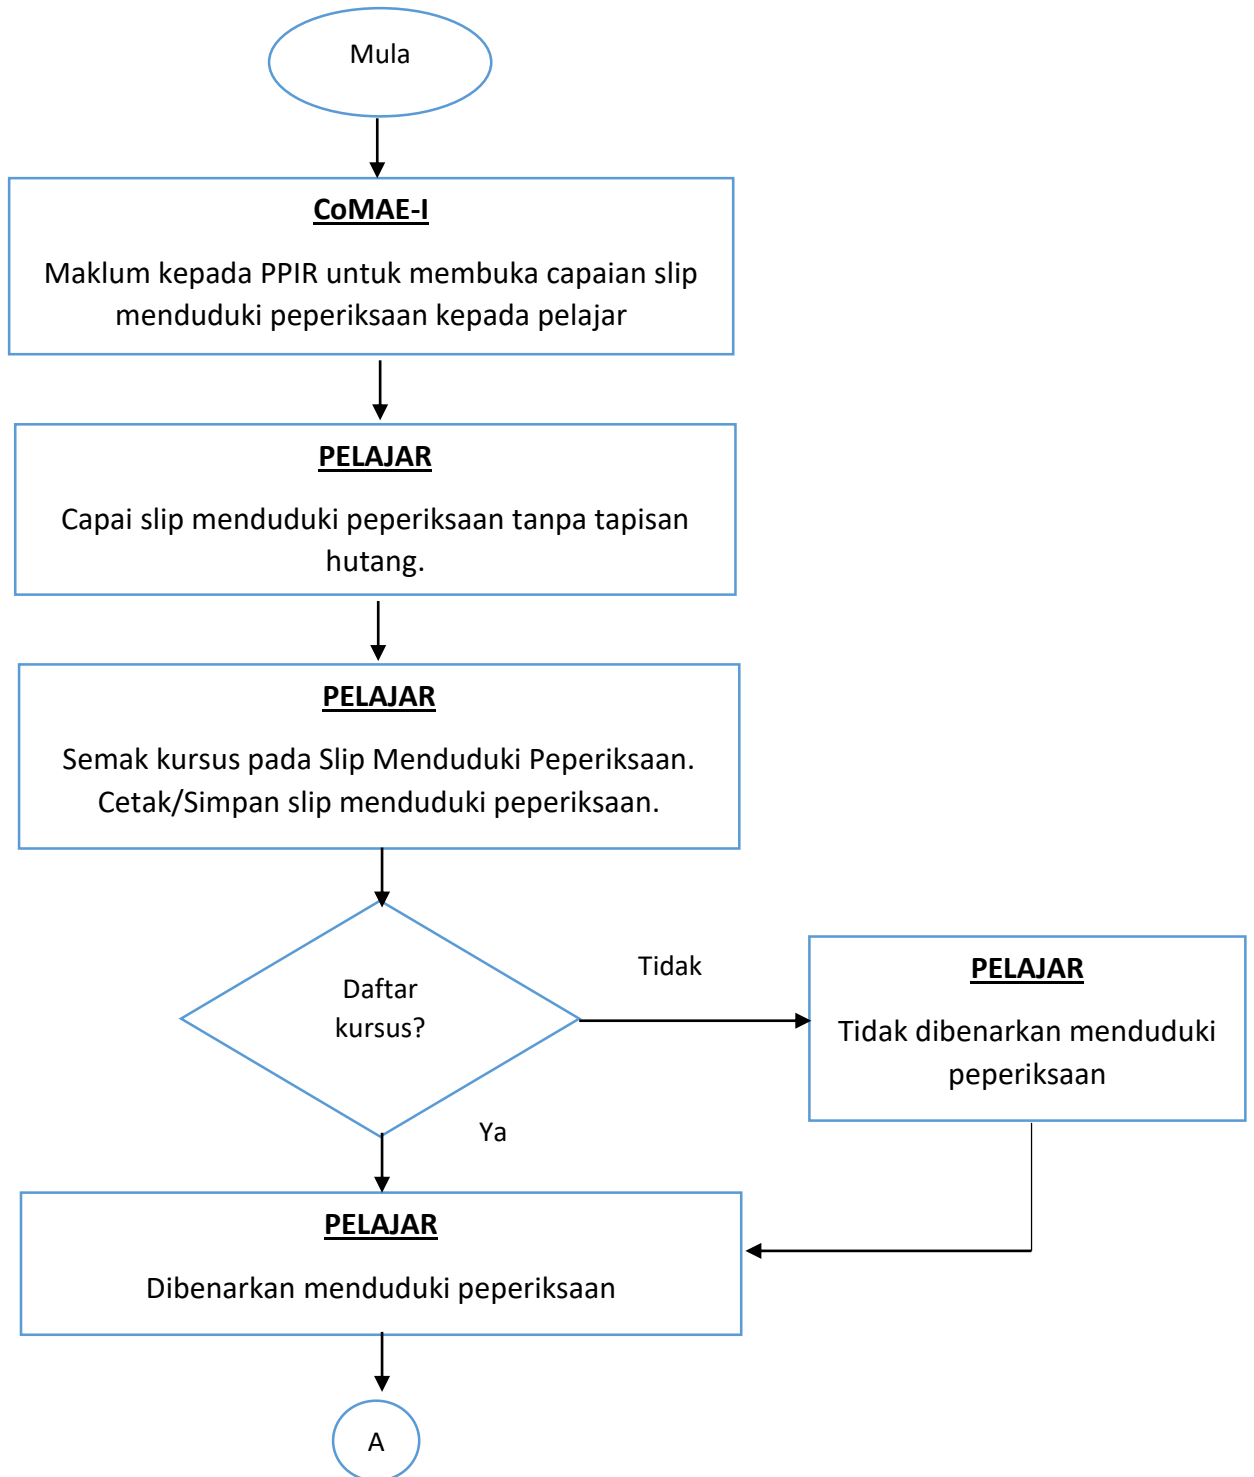 Mula
CoMAE-I
Maklum kepada PPIR untuk membuka capaian slip
menduduki peperiksaan kepada pelajar
PELAJAR
Capai slip menduduki peperiksaan tanpa tapisan
hutang.
PELAJAR
Semak kursus pada Slip Menduduki Peperiksaan.
Cetak/Simpan slip menduduki peperiksaan.
Daftar
kursus?
Tidak
PELAJAR
Tidak dibenarkan menduduki
peperiksaan
Ya
PELAJAR
Dibenarkan menduduki peperiksaan
A